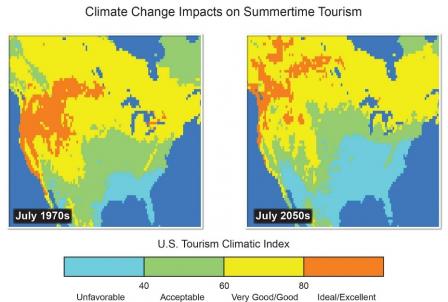 Climate Change Impacts on Summertime Tourism
July 1970s
July 2050s
U.S. Tourism Climatic Index
40
60
80
Unfavorable
Acceptable
Very Good/Good
Ideal/Excellent